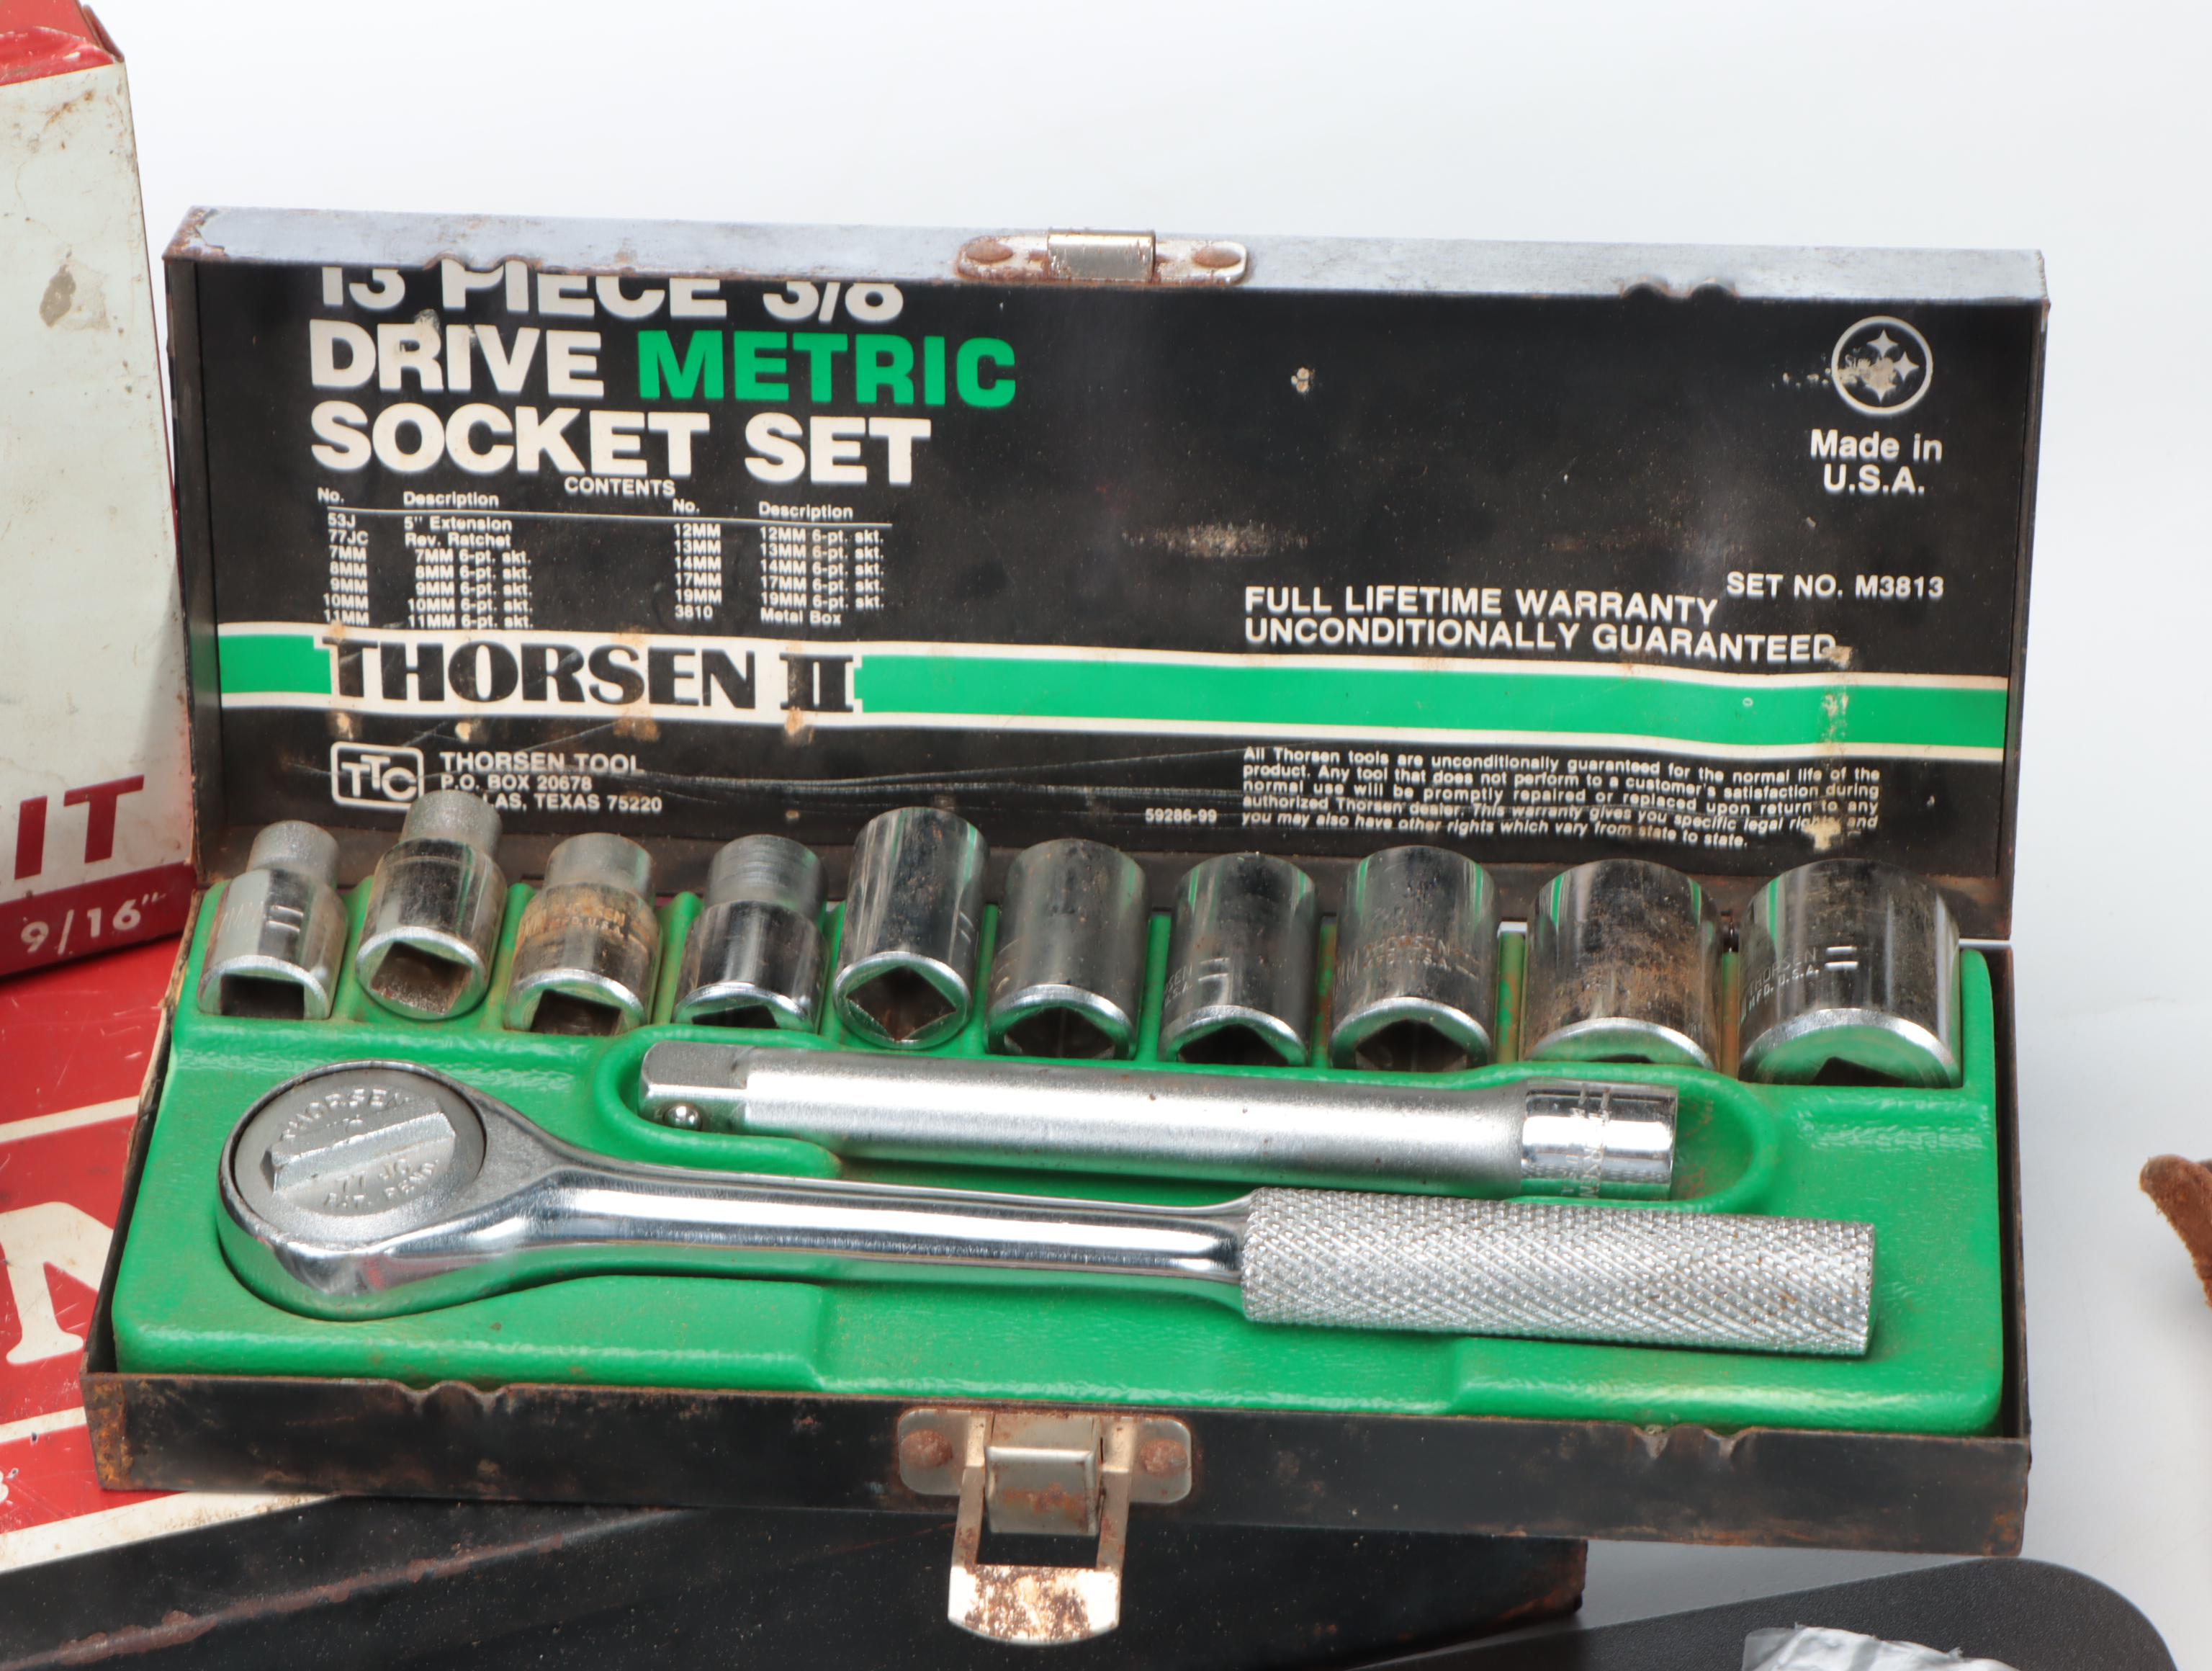 13 PIECE 3/8
DRIVE METRIC
SOCKET SET
CONTENTS
No. Description No. Description
53J 5" Extension 12MM 12MM 6-pt. skt.
77JC Rev. Ratchet 13MM 13MM 6-pt. skt.
7MM 7MM 6-pt. skt. 14MM 14MM 6-pt. skt.
8MM 8MM 6-pt. skt. 17MM 17MM 6-pt. skt.
9MM 9MM 6-pt. skt. 19MM 19MM 6-pt. skt.
10MM 10MM 6-pt. skt. 3810 Metal Box
11MM 11MM 6-pt. skt.
Made in
U.S.A.
SET NO. M3813
FULL LIFETIME WARRANTY
UNCONDITIONALLY GUARANTEED
THORSEN II
TTC
THORSEN TOOL
P.O. BOX 20678
AS, TEXAS 75220
59286-99
All Thorsen tools are unconditionally guaranteed for the normal life of the
product. Any tool that does not perform to a customer's satisfaction during
normal use will be promptly repaired or replaced upon return to any
authorized Thorsen dealer. This warranty gives you specific legal rights and
you may also have other rights which vary from state to state.
IT
9/16"
THORSEN
MFD. U.S.A.
THORSEN
77 JC
PAT. PEND.